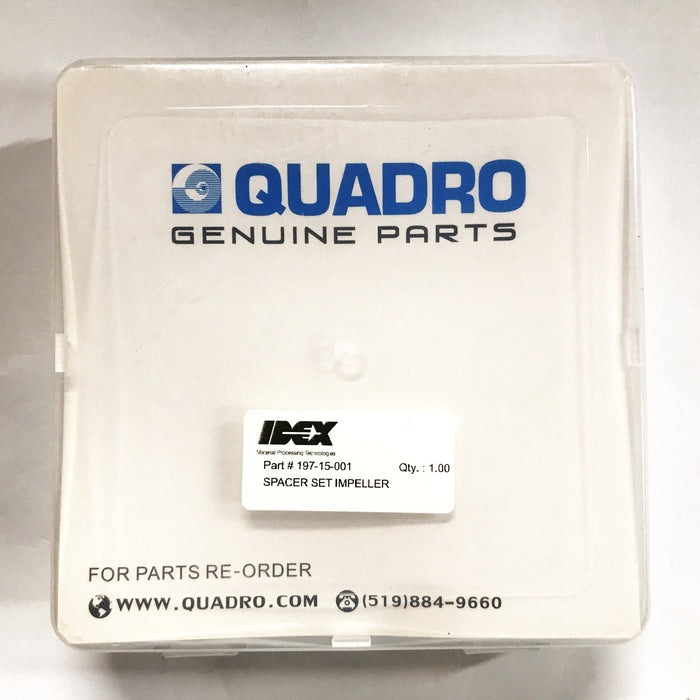 QUADRO
GENUINE PARTS
IDEX
Material Processing Technologies
Part # 197-15-001 Qty. : 1.00
SPACER SET IMPELLER
FOR PARTS RE-ORDER
WWW.QUADRO.COM (519)884-9660